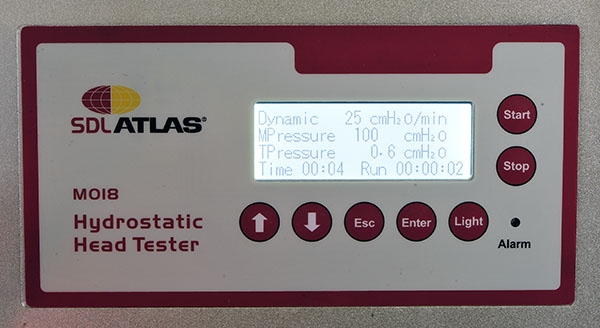 SDLATLAS®
M018
Hydrostatic
Head Tester
Dynamic 25 cmH2O/min
MPressure 100 cmH2O
TPressure 0.6 cmH2O
Time 00:04 Run 00:00:02
Esc Enter Light
Start
Stop
Alarm